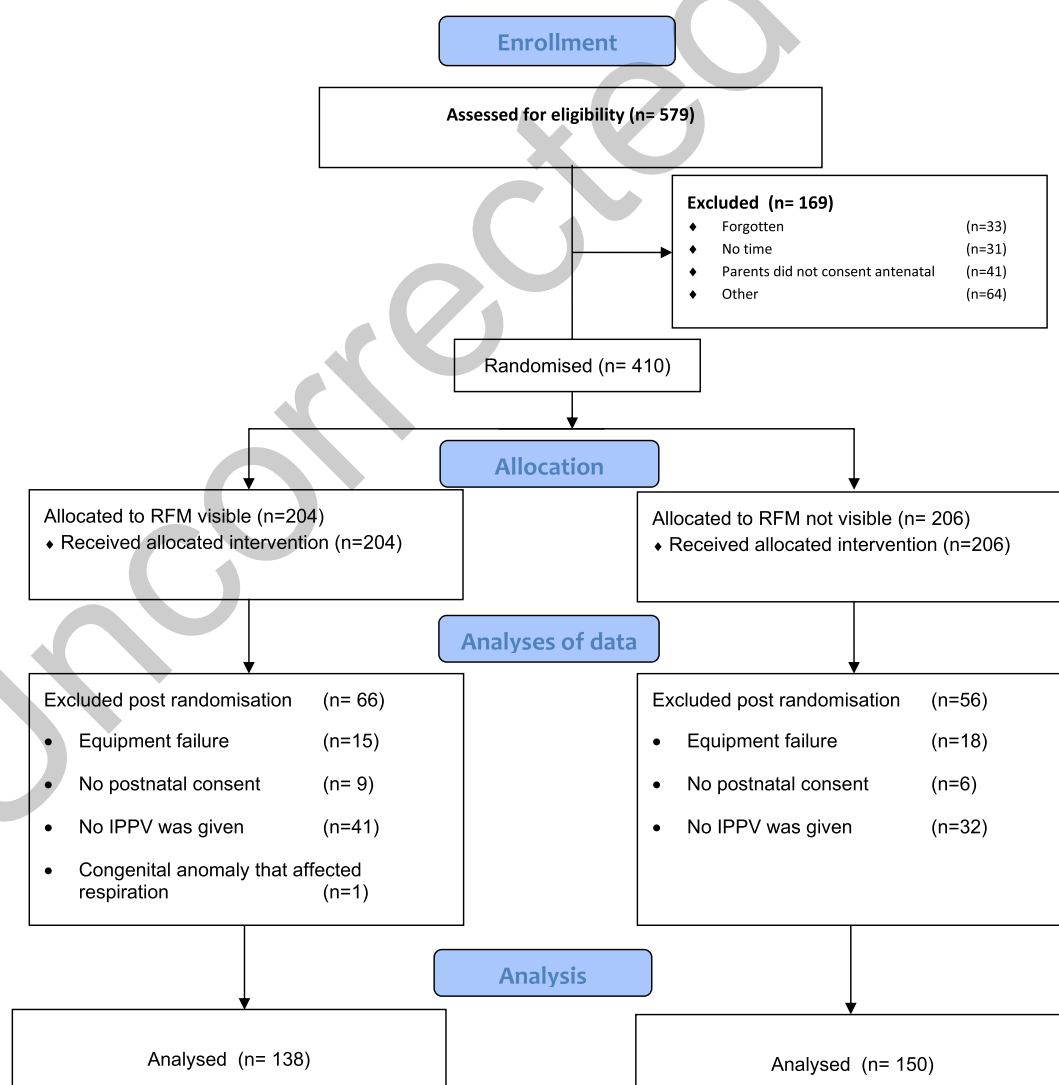 Enrollment
Assessed for eligibility (n= 579)
Excluded (n= 169)
♦ Forgotten (n=33)
♦ No time (n=31)
♦ Parents did not consent antenatal (n=41)
♦ Other (n=64)
Randomised (n= 410)
Allocation
Allocated to RFM visible (n=204)
♦ Received allocated intervention (n=204)
Allocated to RFM not visible (n= 206)
♦ Received allocated intervention (n=206)
Analyses of data
Excluded post randomisation (n= 66)
• Equipment failure (n=15)
• No postnatal consent (n= 9)
• No IPPV was given (n=41)
• Congenital anomaly that affected
respiration (n=1)
Excluded post randomisation (n=56)
• Equipment failure (n=18)
• No postnatal consent (n=6)
• No IPPV was given (n=32)
Analysis
Analysed (n= 138)
Analysed (n= 150)
Uncorrected